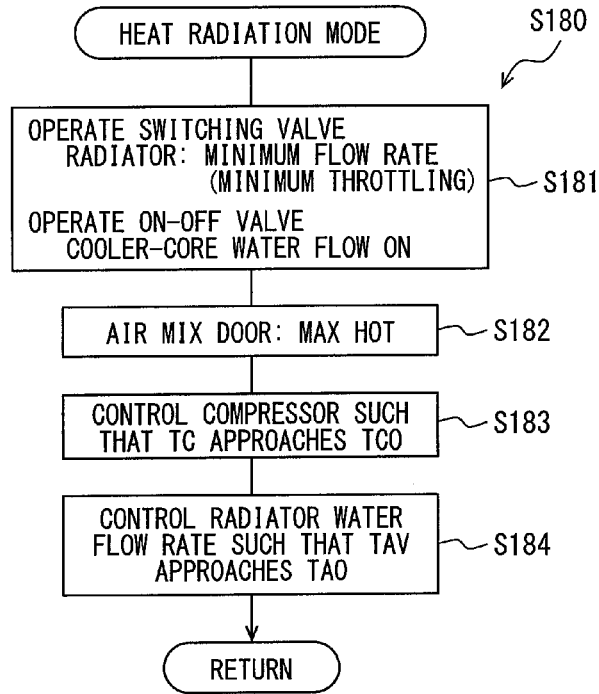 HEAT RADIATION MODE
S180
OPERATE SWITCHING VALVE
RADIATOR: MINIMUM FLOW RATE
(MINIMUM THROTTLING)
OPERATE ON-OFF VALVE
COOLER-CORE WATER FLOW ON
S181
AIR MIX DOOR: MAX HOT
S182
CONTROL COMPRESSOR SUCH
THAT TC APPROACHES TCO
S183
CONTROL RADIATOR WATER
FLOW RATE SUCH THAT TAV
APPROACHES TAO
S184
RETURN